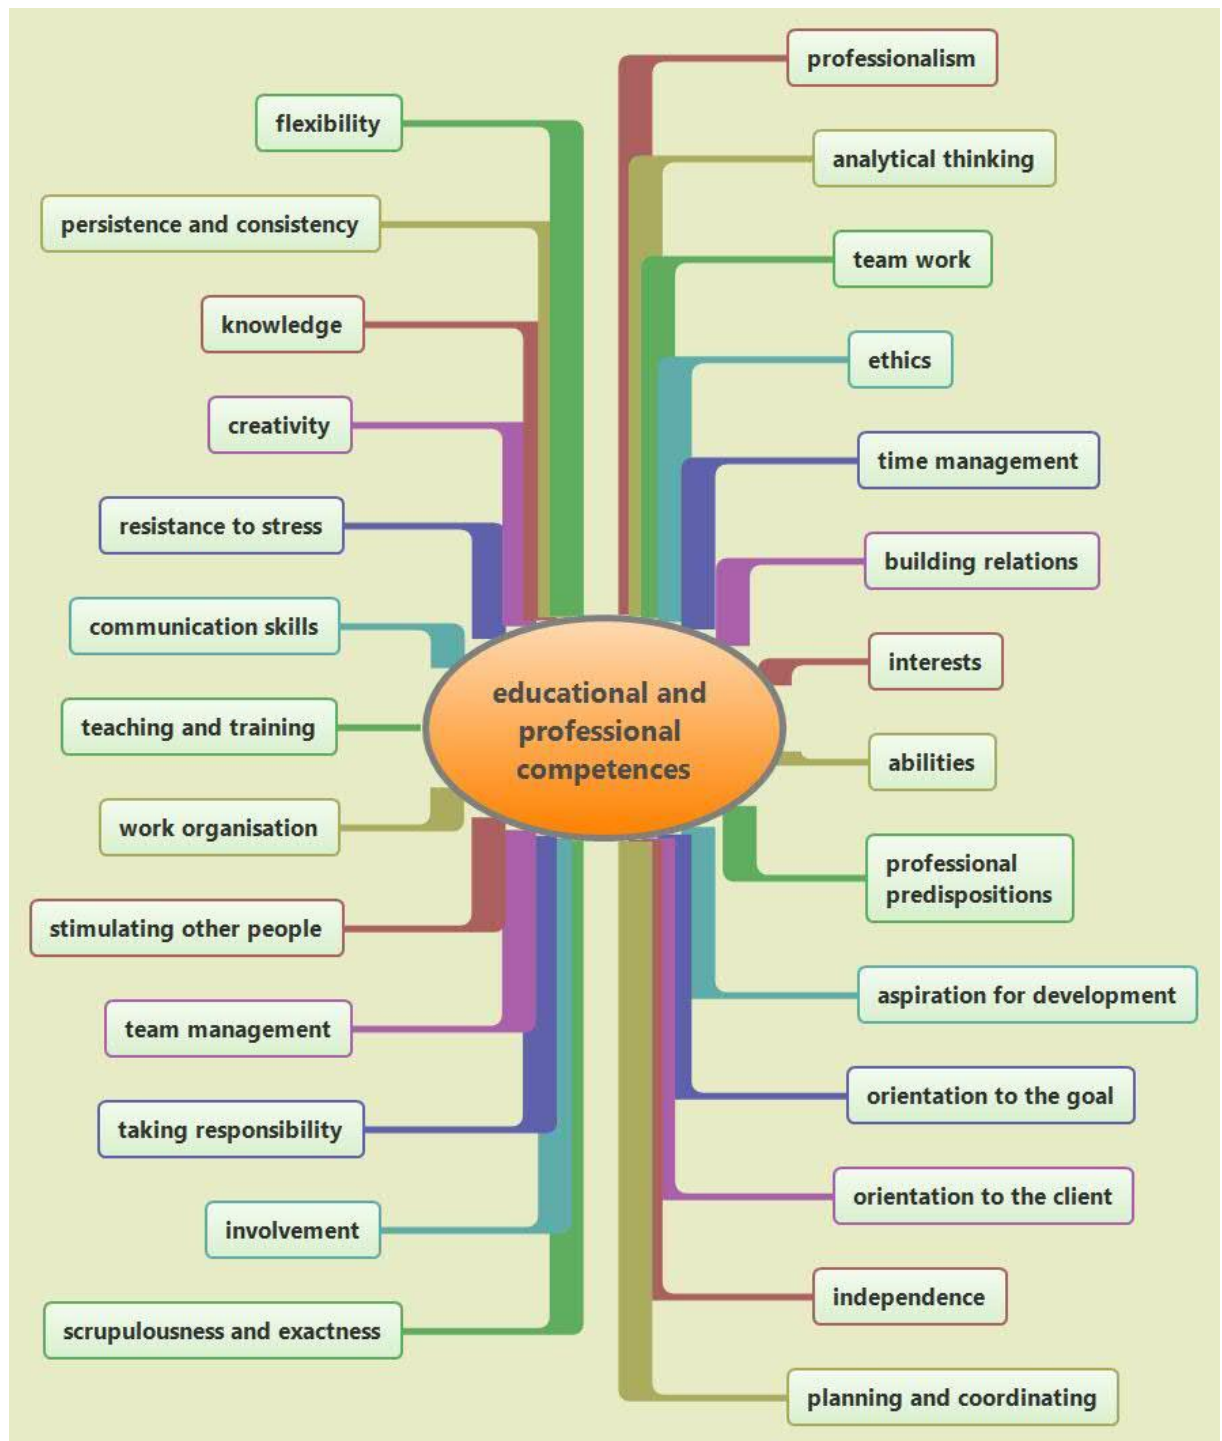 professionalism
flexibility
analytical thinking
persistence and consistency
team work
knowledge
ethics
creativity
time management
resistance to stress
building relations
communication skills
interests
educational and
professional
competences
teaching and training
abilities
work organisation
professional
predispositions
stimulating other people
aspiration for development
team management
orientation to the goal
taking responsibility
orientation to the client
involvement
independence
scrupulousness and exactness
planning and coordinating